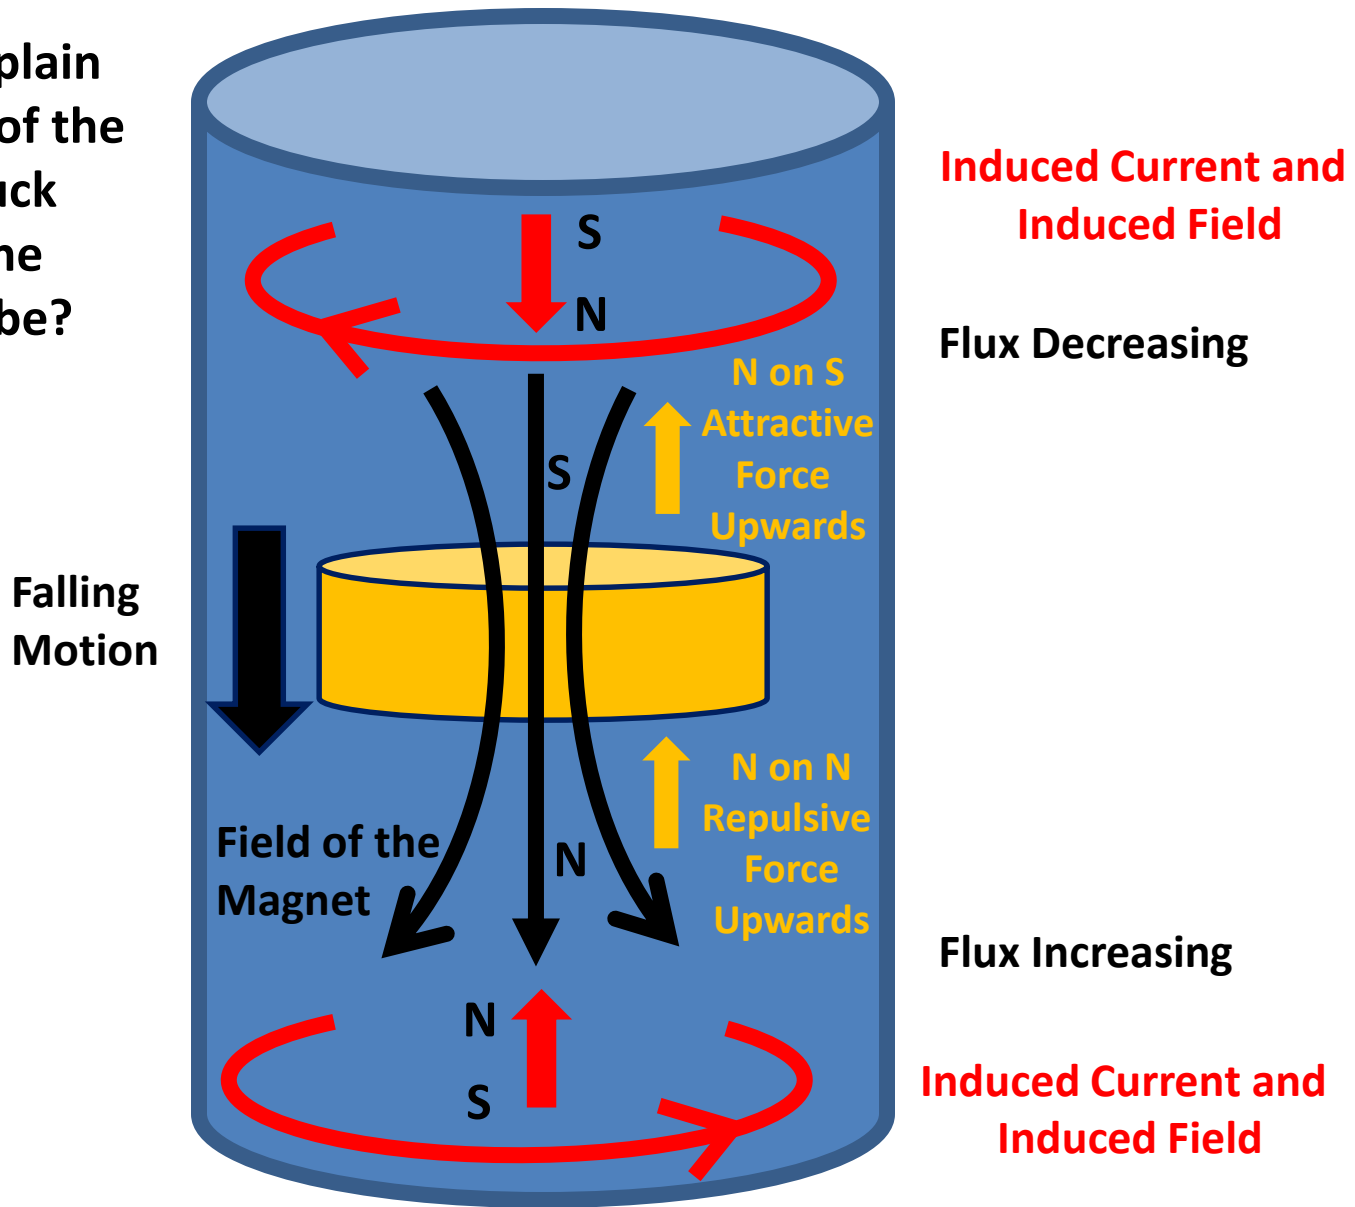 plain
of the
uck
ne
be?
Induced Current and
Induced Field
S
N
Flux Decreasing
N on S
Attractive
Force
Upwards
S
Falling
Motion
N on N
Repulsive
Force
Upwards
Field of the
Magnet
N
Flux Increasing
N
S
Induced Current and
Induced Field